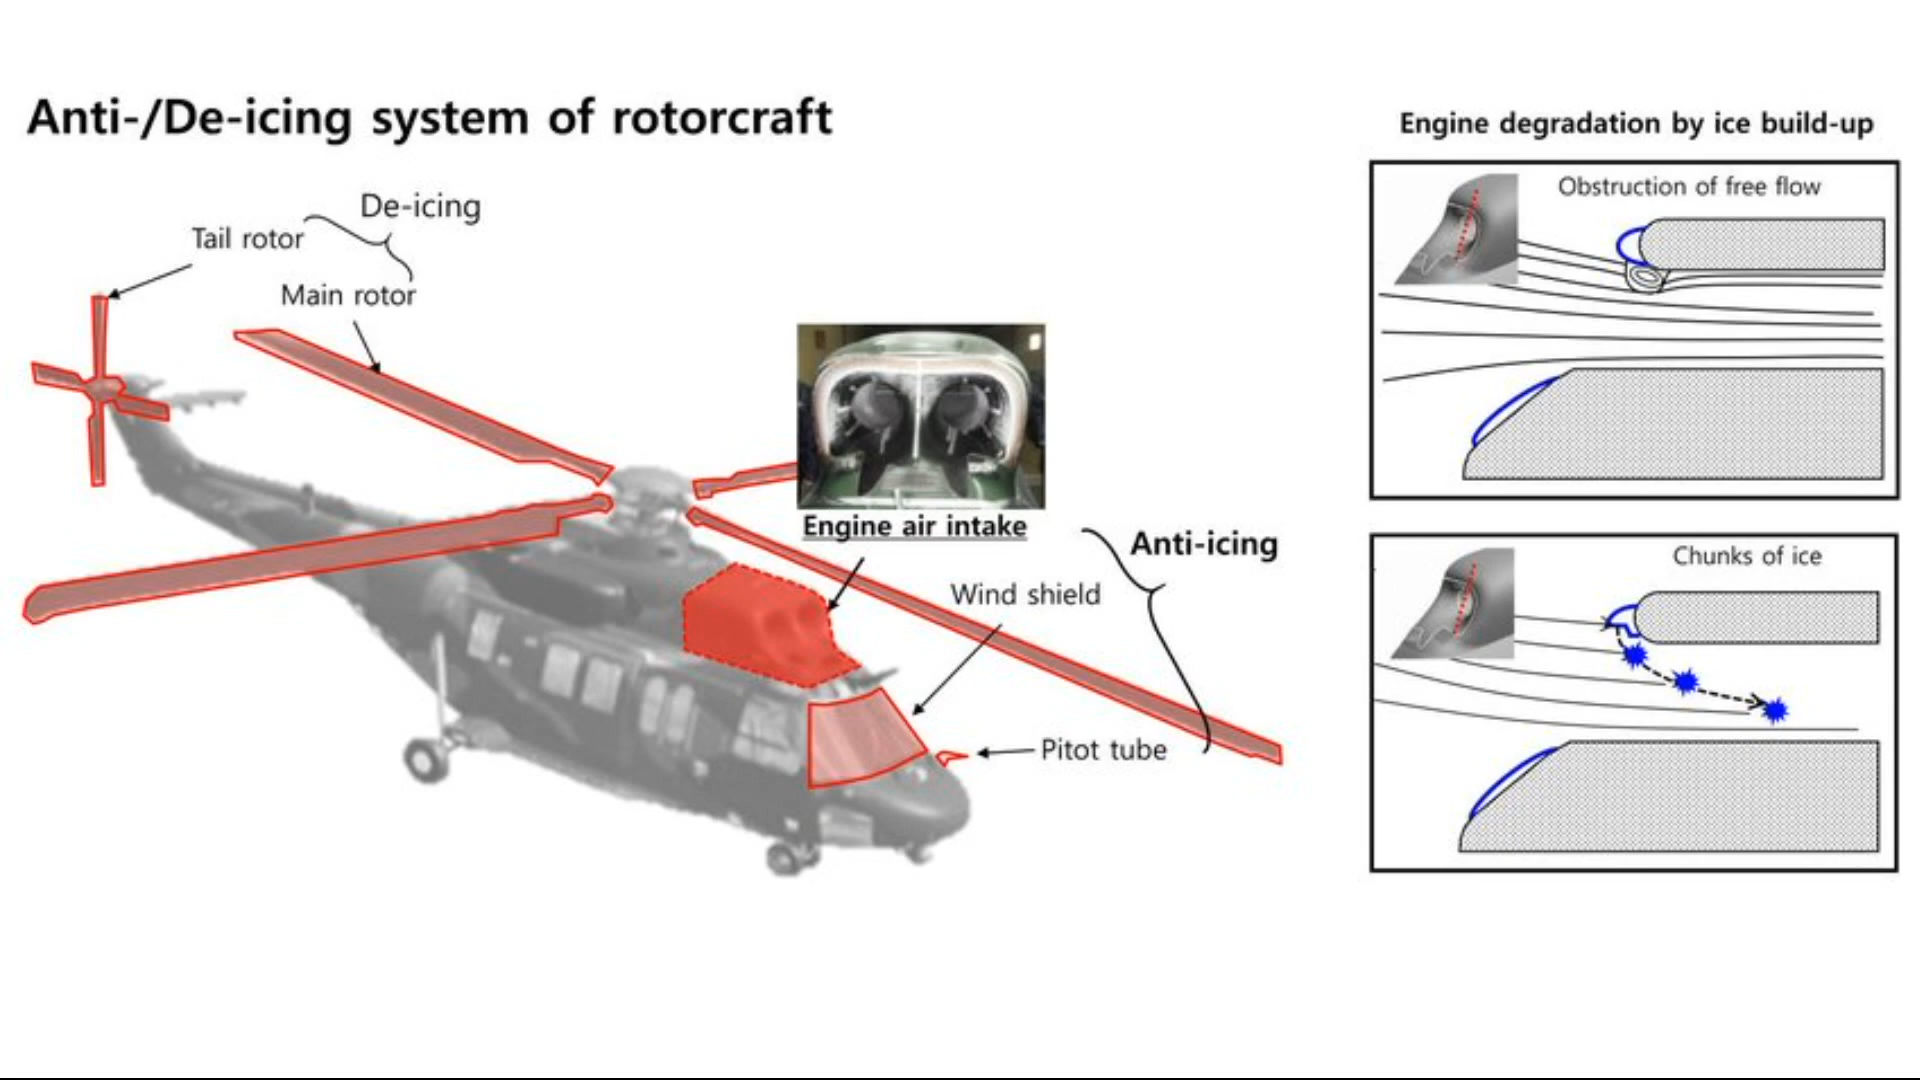 Anti-/De-icing system of rotorcraft
De-icing
Tail rotor
Main rotor
Engine air intake
Anti-icing
Wind shield
Pitot tube
Engine degradation by ice build-up
Obstruction of free flow
Chunks of ice